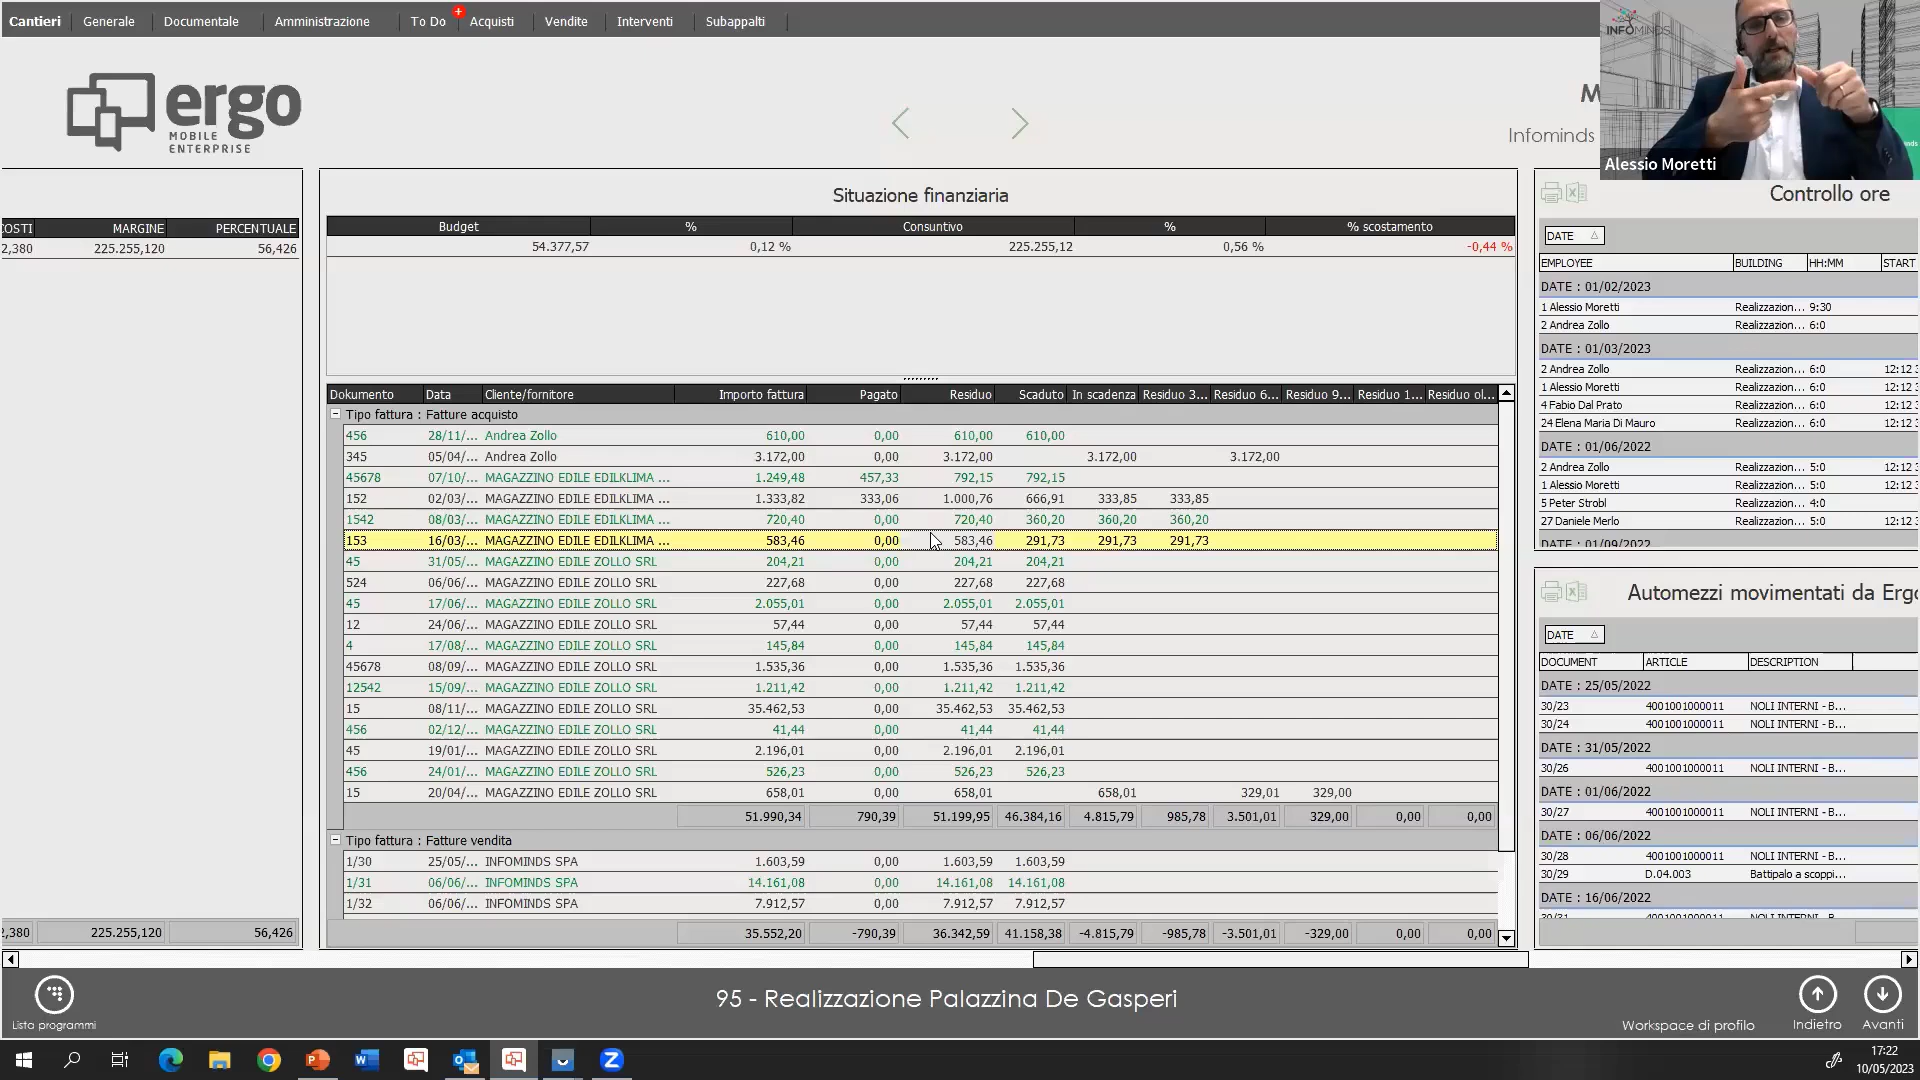 Cantieri Generale Documentale Amministrazione To Do Acquisti Vendite Interventi Subappalti
INFOMINDS
ergo
MOBILE
ENTERPRISE
M
Infominds
Alessio Moretti
COSTI MARGINE PERCENTUALE
2,380 225.255,120 56,426
2,380 225.255,120 56,426
Situazione finanziaria
Budget % Consuntivo % % scostamento
54.377,57 0,12 % 225.255,12 0,56 % -0,44 %
Dokumento Data Cliente/fornitore Importo fattura Pagato Residuo Scaduto In scadenza Residuo 3... Residuo 6... Residuo 9... Residuo 1... Residuo ol...
Tipo fattura : Fatture acquisto
456 28/11/... Andrea Zollo 610,00 0,00 610,00 610,00
345 05/04/... Andrea Zollo 3.172,00 0,00 3.172,00 3.172,00 3.172,00
45678 07/10/... MAGAZZINO EDILE EDILKLIMA ... 1.249,48 457,33 792,15 792,15
152 02/03/... MAGAZZINO EDILE EDILKLIMA ... 1.333,82 333,06 1.000,76 666,91 333,85 333,85
1542 08/03/... MAGAZZINO EDILE EDILKLIMA ... 720,40 0,00 720,40 360,20 360,20 360,20
153 16/03/... MAGAZZINO EDILE EDILKLIMA ... 583,46 0,00 583,46 291,73 291,73 291,73
45 31/05/... MAGAZZINO EDILE ZOLLO SRL 204,21 0,00 204,21 204,21
524 06/06/... MAGAZZINO EDILE ZOLLO SRL 227,68 0,00 227,68 227,68
45 17/06/... MAGAZZINO EDILE ZOLLO SRL 2.055,01 0,00 2.055,01 2.055,01
12 24/06/... MAGAZZINO EDILE ZOLLO SRL 57,44 0,00 57,44 57,44
4 17/08/... MAGAZZINO EDILE ZOLLO SRL 145,84 0,00 145,84 145,84
45678 08/09/... MAGAZZINO EDILE ZOLLO SRL 1.535,36 0,00 1.535,36 1.535,36
12542 15/09/... MAGAZZINO EDILE ZOLLO SRL 1.211,42 0,00 1.211,42 1.211,42
15 08/11/... MAGAZZINO EDILE ZOLLO SRL 35.462,53 0,00 35.462,53 35.462,53
456 02/12/... MAGAZZINO EDILE ZOLLO SRL 41,44 0,00 41,44 41,44
45 19/01/... MAGAZZINO EDILE ZOLLO SRL 2.196,01 0,00 2.196,01 2.196,01
456 24/01/... MAGAZZINO EDILE ZOLLO SRL 526,23 0,00 526,23 526,23
15 20/04/... MAGAZZINO EDILE ZOLLO SRL 658,01 0,00 658,01 658,01 329,01 329,00
51.990,34 790,39 51.199,95 46.384,16 4.815,79 985,78 3.501,01 329,00 0,00 0,00
Tipo fattura : Fatture vendita
1/30 25/05/... INFOMINDS SPA 1.603,59 0,00 1.603,59 1.603,59
1/31 06/06/... INFOMINDS SPA 14.161,08 0,00 14.161,08 14.161,08
1/32 06/06/... INFOMINDS SPA 7.912,57 0,00 7.912,57 7.912,57
35.552,20 -790,39 36.342,59 41.158,38 -4.815,79 -985,78 -3.501,01 -329,00 0,00 0,00
Controllo ore
DATE
EMPLOYEE BUILDING HH:MM START
DATE : 01/02/2023
1 Alessio Moretti Realizzazion... 9:30
2 Andrea Zollo Realizzazion... 6:0
DATE : 01/03/2023
2 Andrea Zollo Realizzazion... 6:0 12:12
1 Alessio Moretti Realizzazion... 6:0 12:12
4 Fabio Dal Prato Realizzazion... 6:0 12:12
24 Elena Maria Di Mauro Realizzazion... 6:0 12:12
DATE : 01/06/2022
2 Andrea Zollo Realizzazion... 5:0 12:12
1 Alessio Moretti Realizzazion... 5:0 12:12
5 Peter Strobl Realizzazion... 4:0
27 Daniele Merlo Realizzazion... 5:0 12:12
DATE : 01/09/2022
Automezzi movimentati da Ergo
DATE
DOCUMENT ARTICLE DESCRIPTION
DATE : 25/05/2022
30/23 4001001000011 NOLI INTERNI - B...
30/24 4001001000011 NOLI INTERNI - B...
DATE : 31/05/2022
30/26 4001001000011 NOLI INTERNI - B...
DATE : 01/06/2022
30/27 4001001000011 NOLI INTERNI - B...
DATE : 06/06/2022
30/28 4001001000011 NOLI INTERNI - B...
30/29 D.04.003 Battipalo a scoppi...
DATE : 16/06/2022
30/31 4001001000011 NOLI INTERNI - B...
Lista programmi
95 - Realizzazione Palazzina De Gasperi
Workspace di profilo Indietro Avanti
17:22
10/05/2023